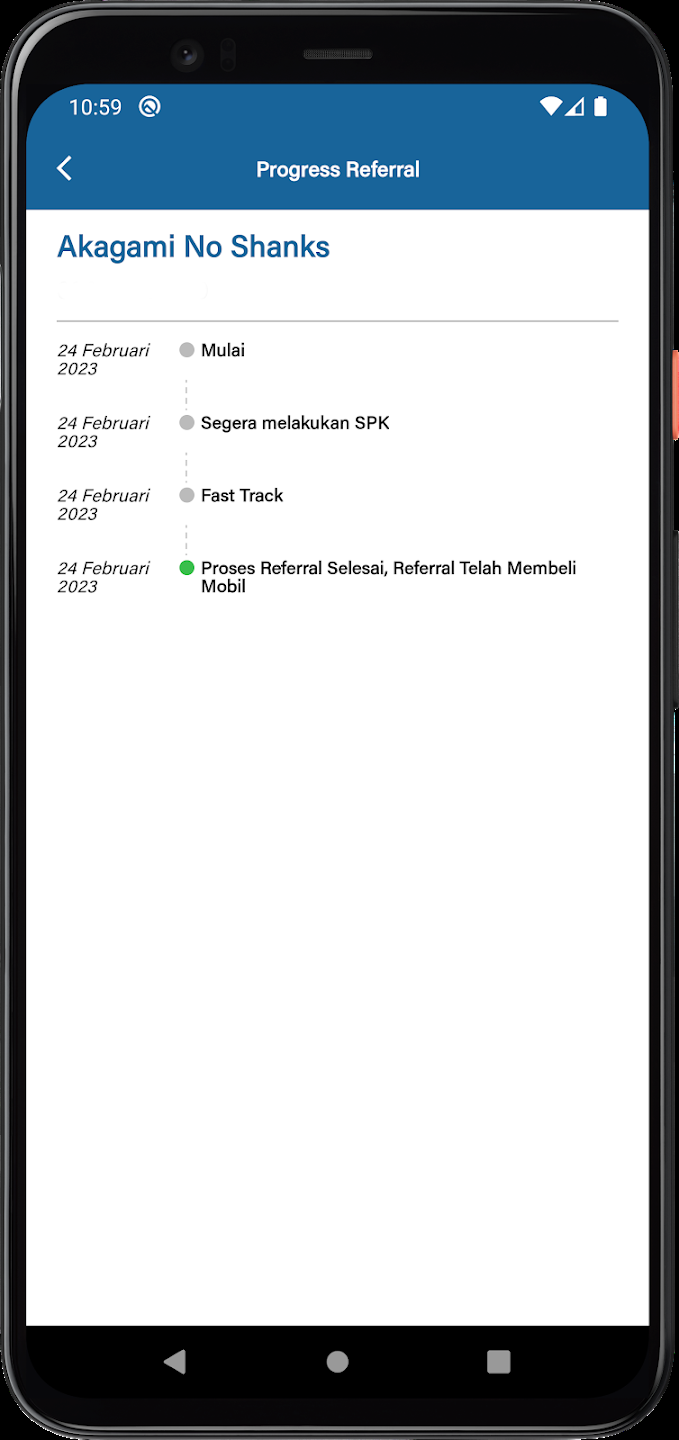 10:59
Progress Referral
Akagami No Shanks
24 Februari
2023
Mulai
24 Februari
2023
Segera melakukan SPK
24 Februari
2023
Fast Track
24 Februari
2023
Proses Referral Selesai, Referral Telah Membeli
Mobil